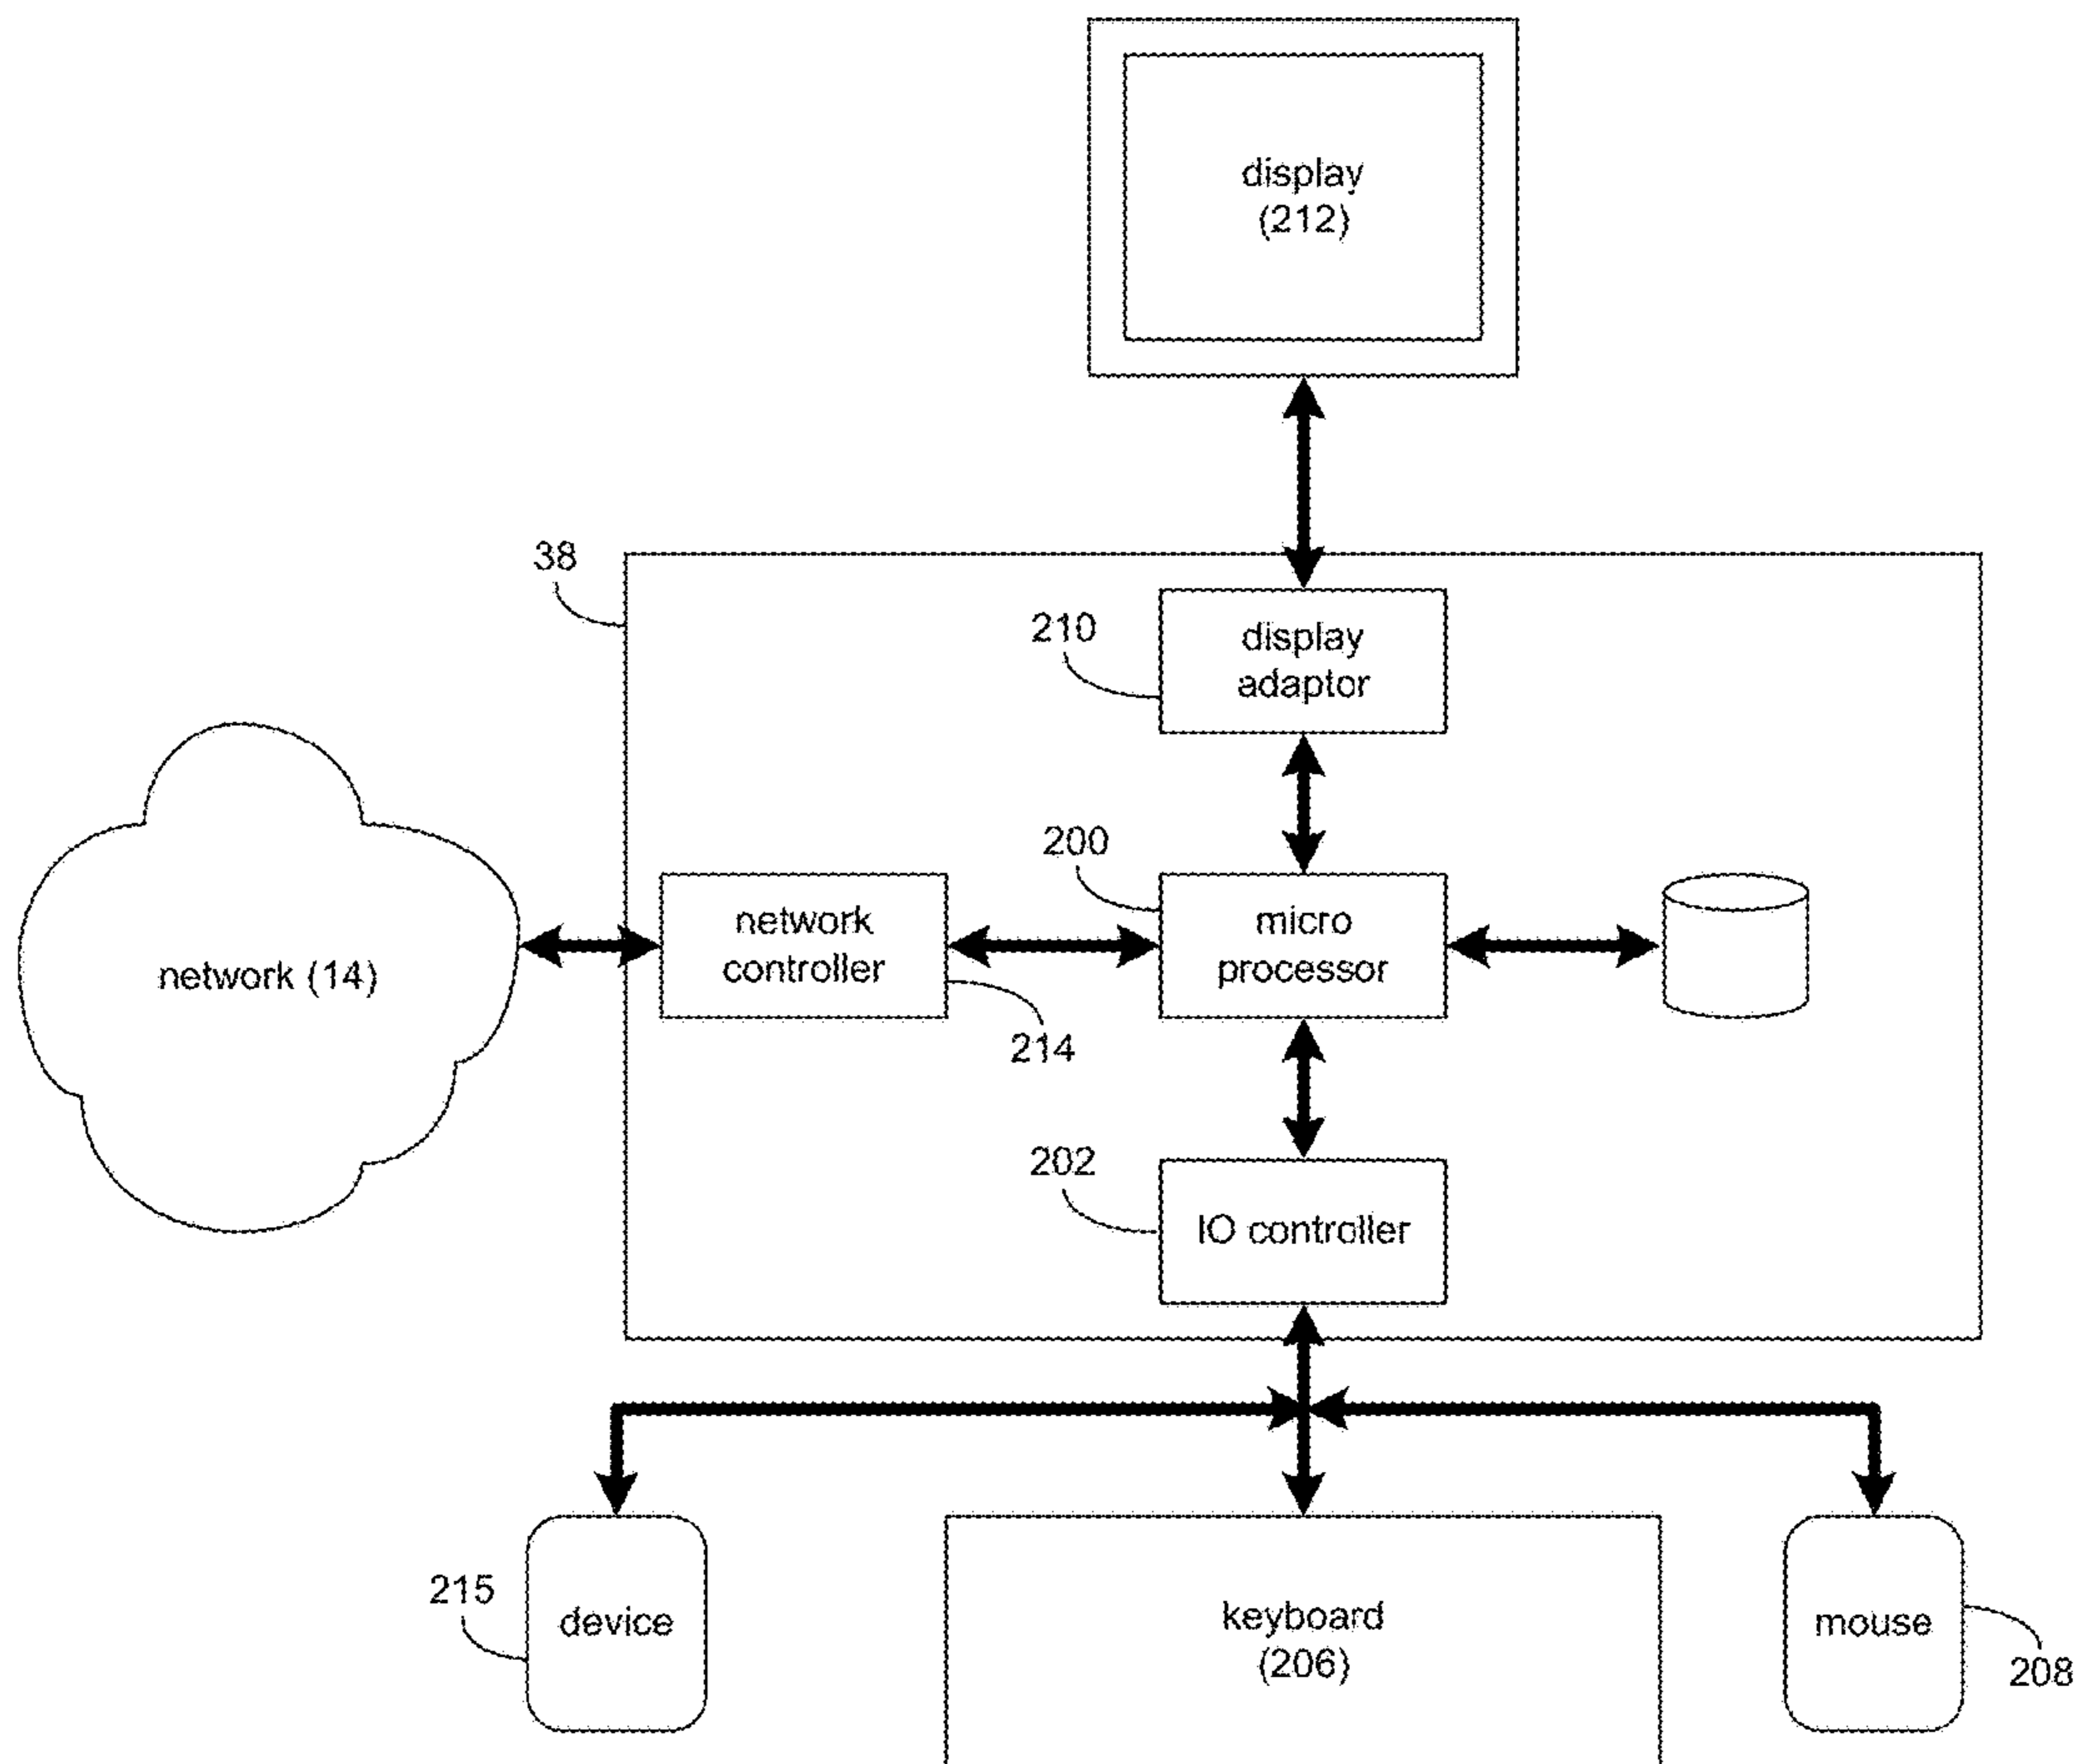 display
(212)
38
210
display
adaptor
200
network
controller
micro
processor
network (14)
214
202
IO controller
215
device
keyboard
(206)
mouse
208